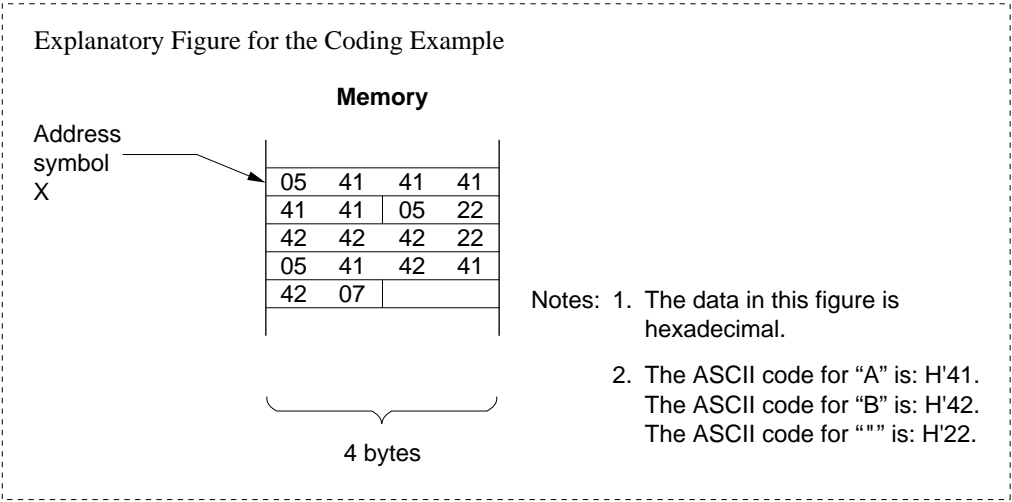 Explanatory Figure for the Coding Example
Memory
Address
symbol
X
05 41 41 41
41 41 05 22
42 42 42 22
05 41 42 41
42 07
4 bytes
Notes: 1. The data in this figure is
hexadecimal.
2. The ASCII code for “A” is: H'41.
The ASCII code for “B” is: H'42.
The ASCII code for “"” is: H'22.